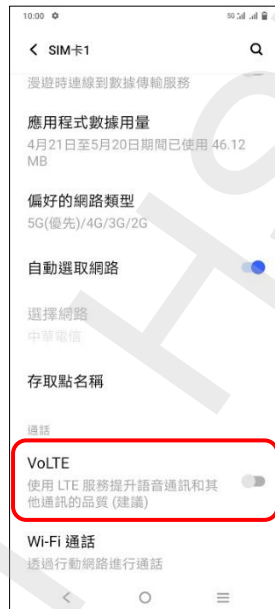 10:00
5G
SIM卡1
漫遊時連線到數據傳輸服務
應用程式數據用量
4月21日至5月20日期間已使用 46.12
MB
偏好的網路類型
5G(優先)/4G/3G/2G
自動選取網路
選擇網路
中華電信
存取點名稱
通話
VoLTE
使用 LTE 服務提升語音通訊和其
他通訊的品質 (建議)
Wi-Fi 通話
透過行動網路進行通話